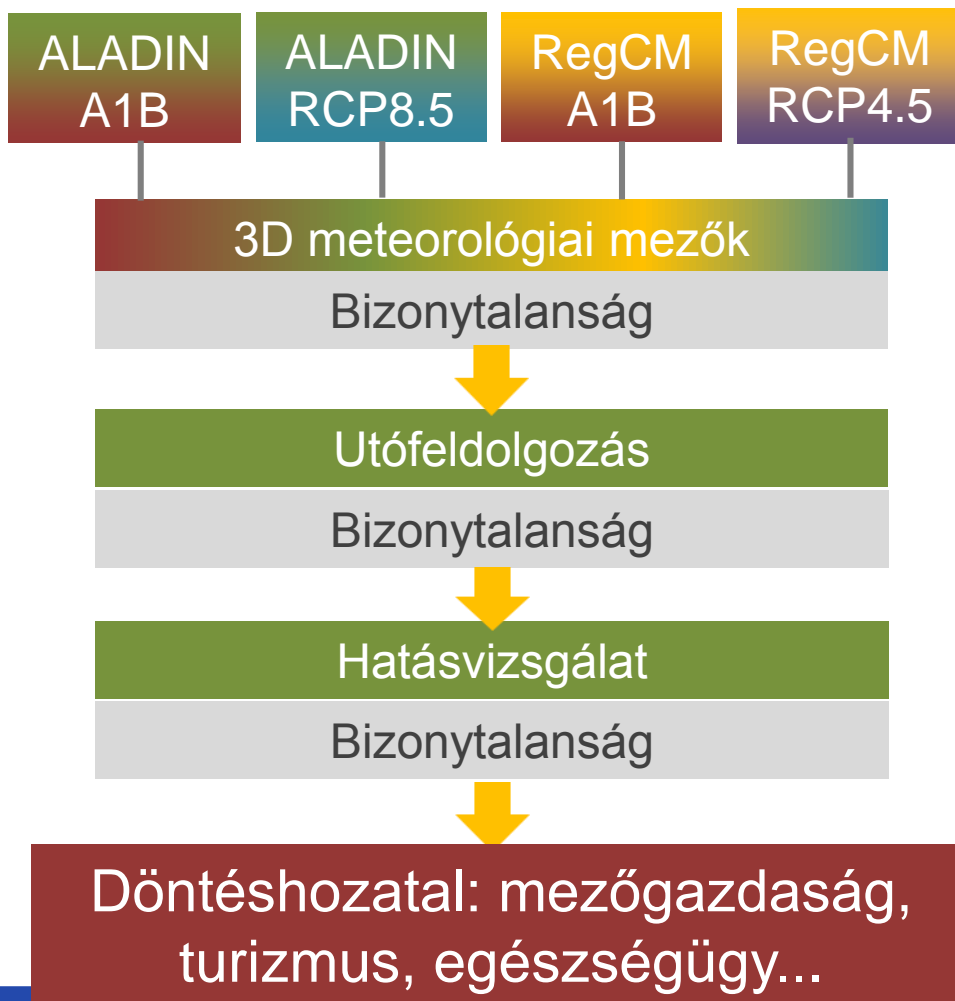 ALADIN
A1B
ALADIN
RCP8.5
RegCM
A1B
RegCM
RCP4.5
3D meteorológiai mezők
Bizonytalanság
Utófeldolgozás
Bizonytalanság
Hatásvizsgálat
Bizonytalanság
Döntéshozatal: mezőgazdaság,
turizmus, egészségügy...